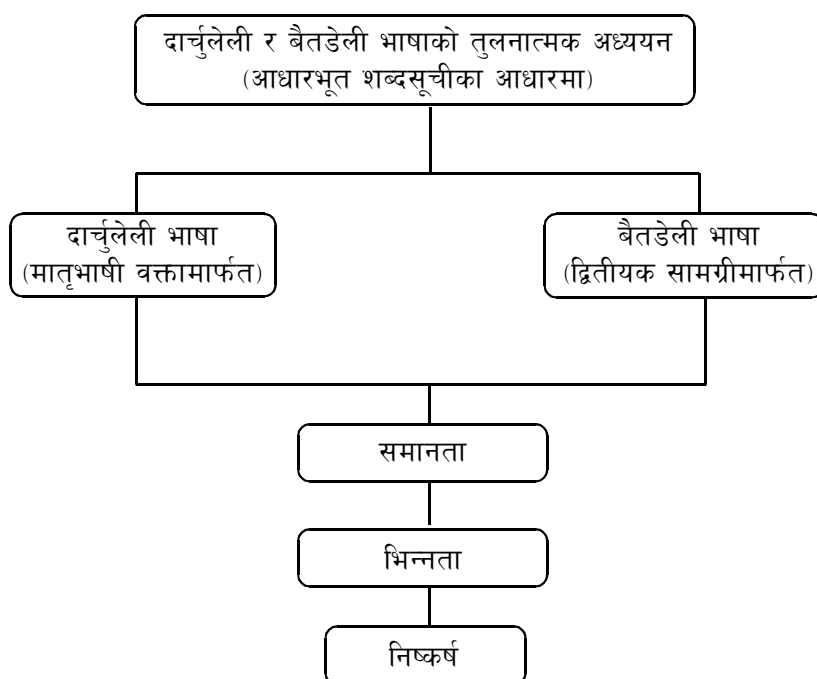 दार्चुलेली र बैतडेली भाषाको तुलनात्मक अध्ययन
(आधारभूत शब्दसूचीका आधारमा)
दार्चुलेली भाषा
(मातृभाषी वक्तामार्फत)
बैतडेली भाषा
(द्वितीयक सामग्रीमार्फत)
समानता
भिन्नता
निष्कर्ष